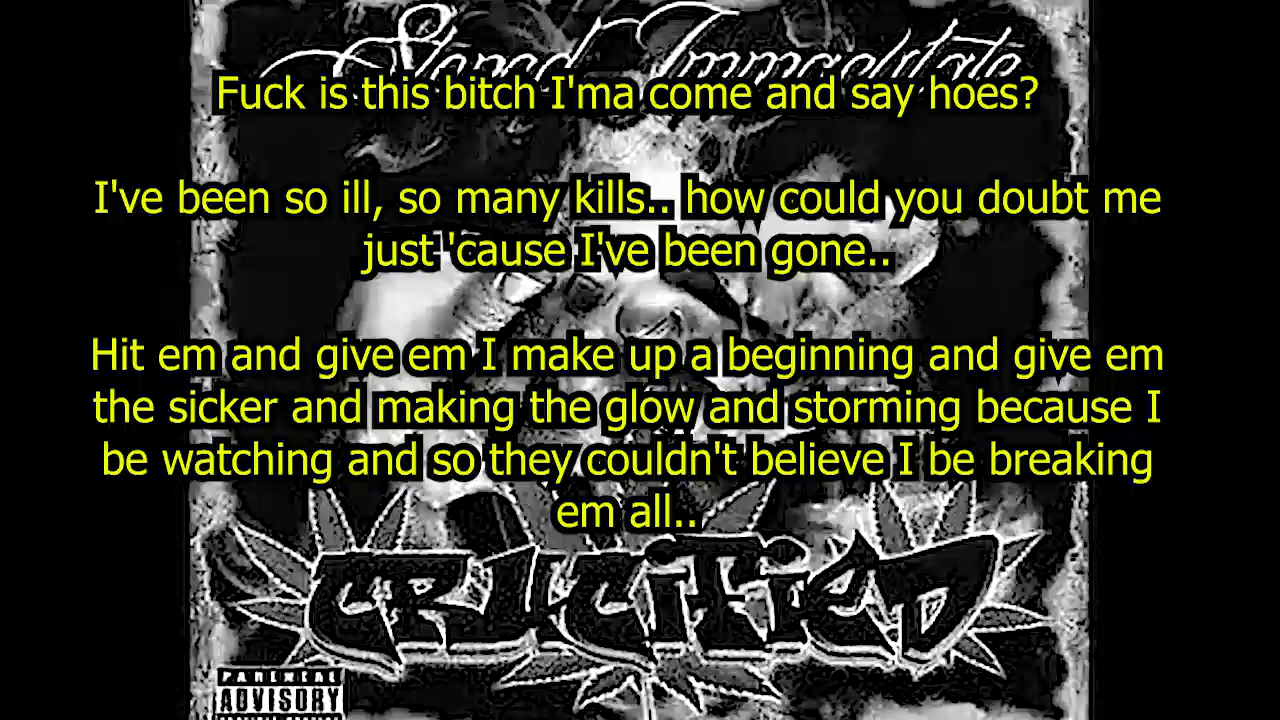 Stoned Immaculate
Fuck is this bitch I'ma come and say hoes?
I've been so ill, so many kills.. how could you doubt me
just 'cause I've been gone..
Hit em and give em I make up a beginning and give em
the sicker and making the glow and storming because I
be watching and so they couldn't believe I be breaking
em all..
CRUCiFiED
PARENTAL
ADVISORY